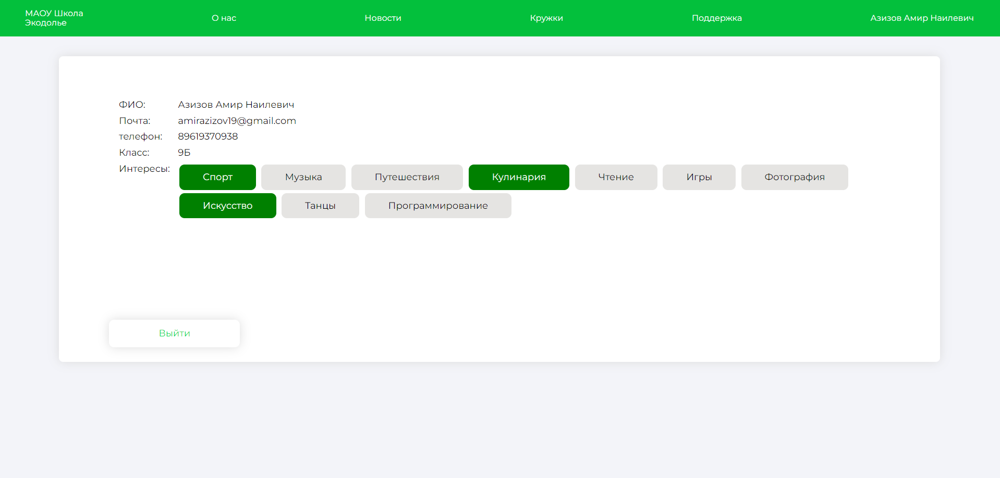 МАОУ Школа
Экодолье
О нас
Новости
Кружки
Поддержка
Азизов Амир Наилевич
ФИО: Азизов Амир Наилевич
Почта: amirazizov19@gmail.com
телефон: 89619370938
Класс: 9Б
Интересы:
Спорт Музыка Путешествия Кулинария Чтение Игры Фотография
Искусство Танцы Программирование
Выйти